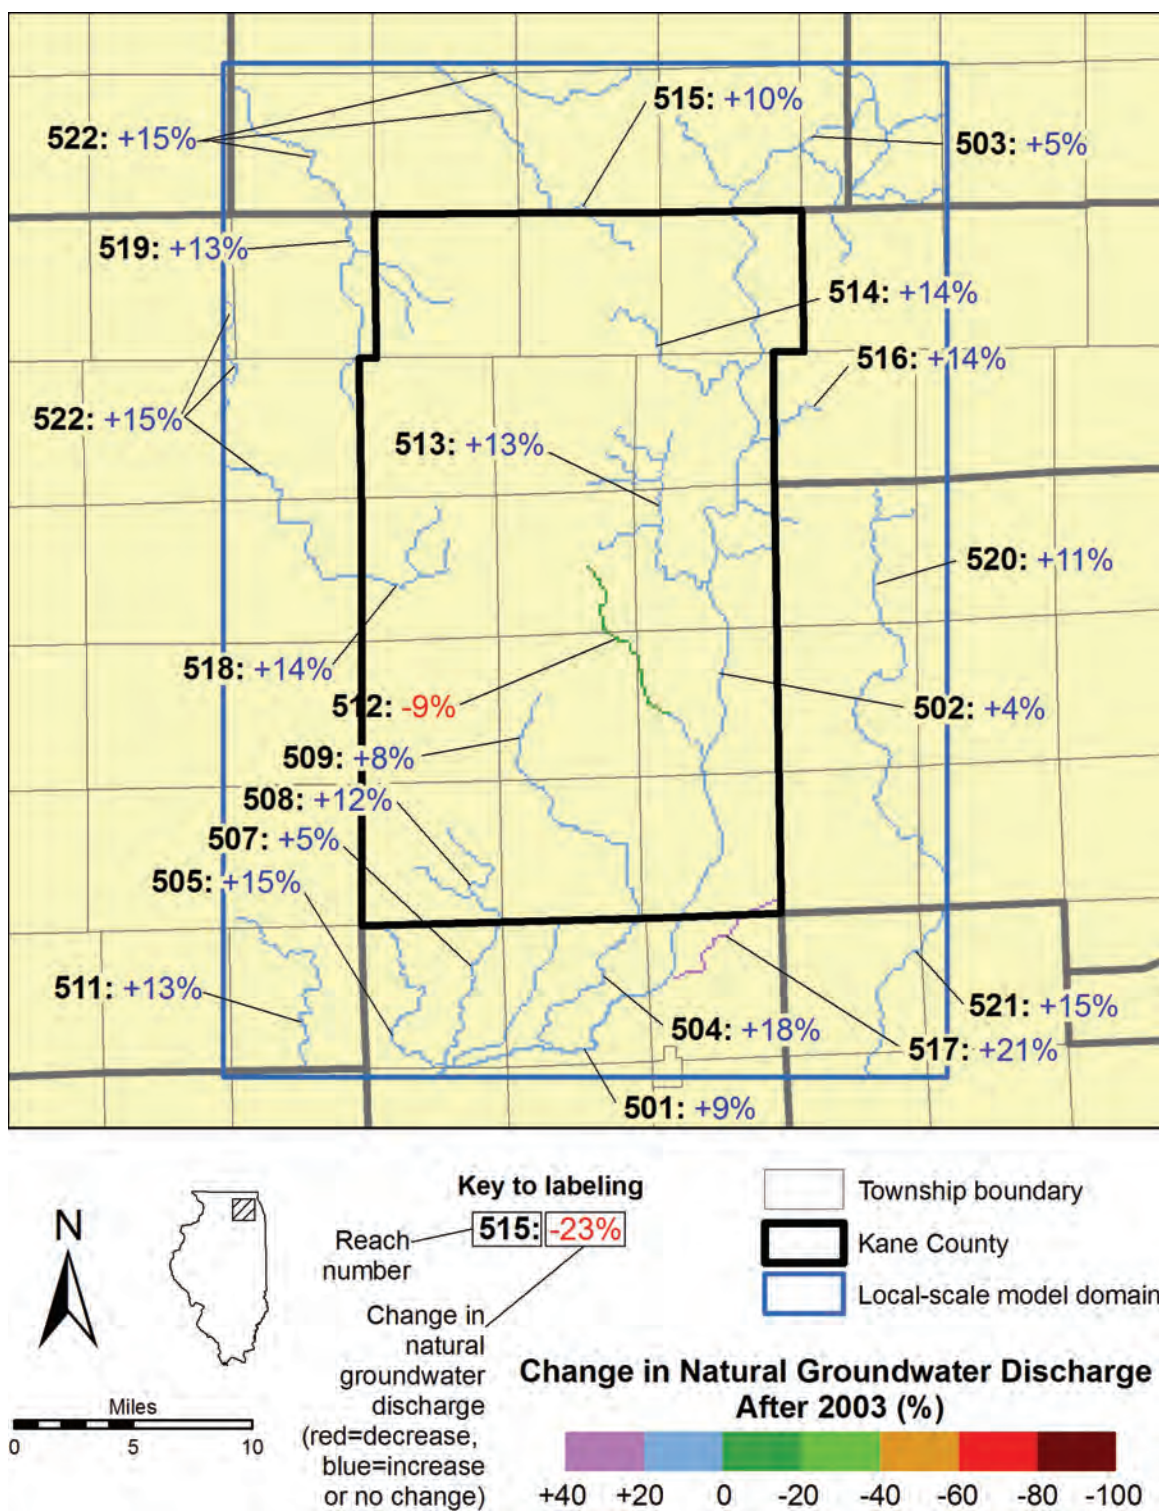 515: +10%
522: +15%
503: +5%
519: +13%
514: +14%
516: +14%
522: +15%
513: +13%
520: +11%
518: +14%
512: -9%
502: +4%
509: +8%
508: +12%
507: +5%
505: +15%
511: +13%
521: +15%
504: +18%
517: +21%
501: +9%
Key to labeling
515: -23%
Reach
number
Change in
natural
groundwater
discharge
(red=decrease,
blue=increase
or no change)
N
Miles
0 5 10
Township boundary
Kane County
Local-scale model domain
Change in Natural Groundwater Discharge
After 2003 (%)
+40 +20 0 -20 -40 -60 -80 -100